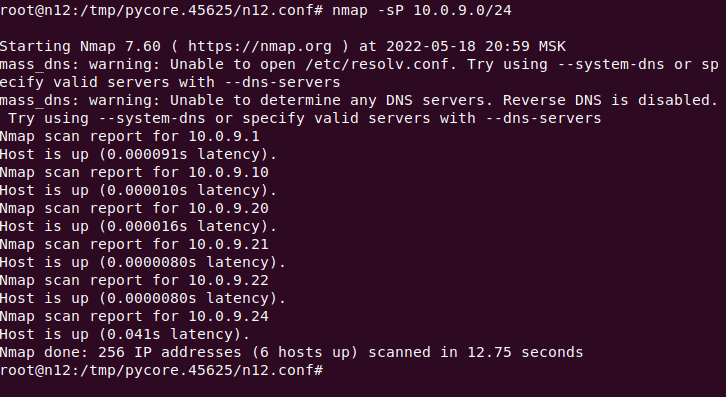 root@n12:/tmp/pycore.45625/n12.conf# nmap -sP 10.0.9.0/24
Starting Nmap 7.60 ( https://nmap.org ) at 2022-05-18 20:59 MSK
mass_dns: warning: Unable to open /etc/resolv.conf. Try using --system-dns or sp
ecify valid servers with --dns-servers
mass_dns: warning: Unable to determine any DNS servers. Reverse DNS is disabled.
 Try using --system-dns or specify valid servers with --dns-servers
Nmap scan report for 10.0.9.1
Host is up (0.000091s latency).
Nmap scan report for 10.0.9.10
Host is up (0.000010s latency).
Nmap scan report for 10.0.9.20
Host is up (0.000016s latency).
Nmap scan report for 10.0.9.21
Host is up (0.0000080s latency).
Nmap scan report for 10.0.9.22
Host is up (0.0000080s latency).
Nmap scan report for 10.0.9.24
Host is up (0.041s latency).
Nmap done: 256 IP addresses (6 hosts up) scanned in 12.75 seconds
root@n12:/tmp/pycore.45625/n12.conf#